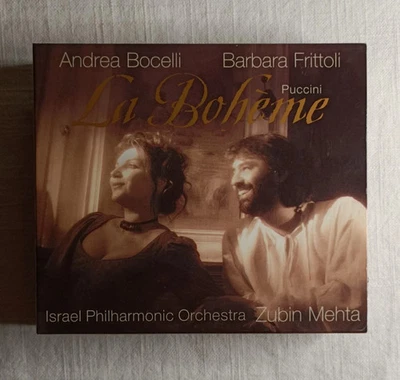 Andrea Bocelli Barbara Frittoli
Puccini
La Bohème
Israel Philharmonic Orchestra Zubin Mehta